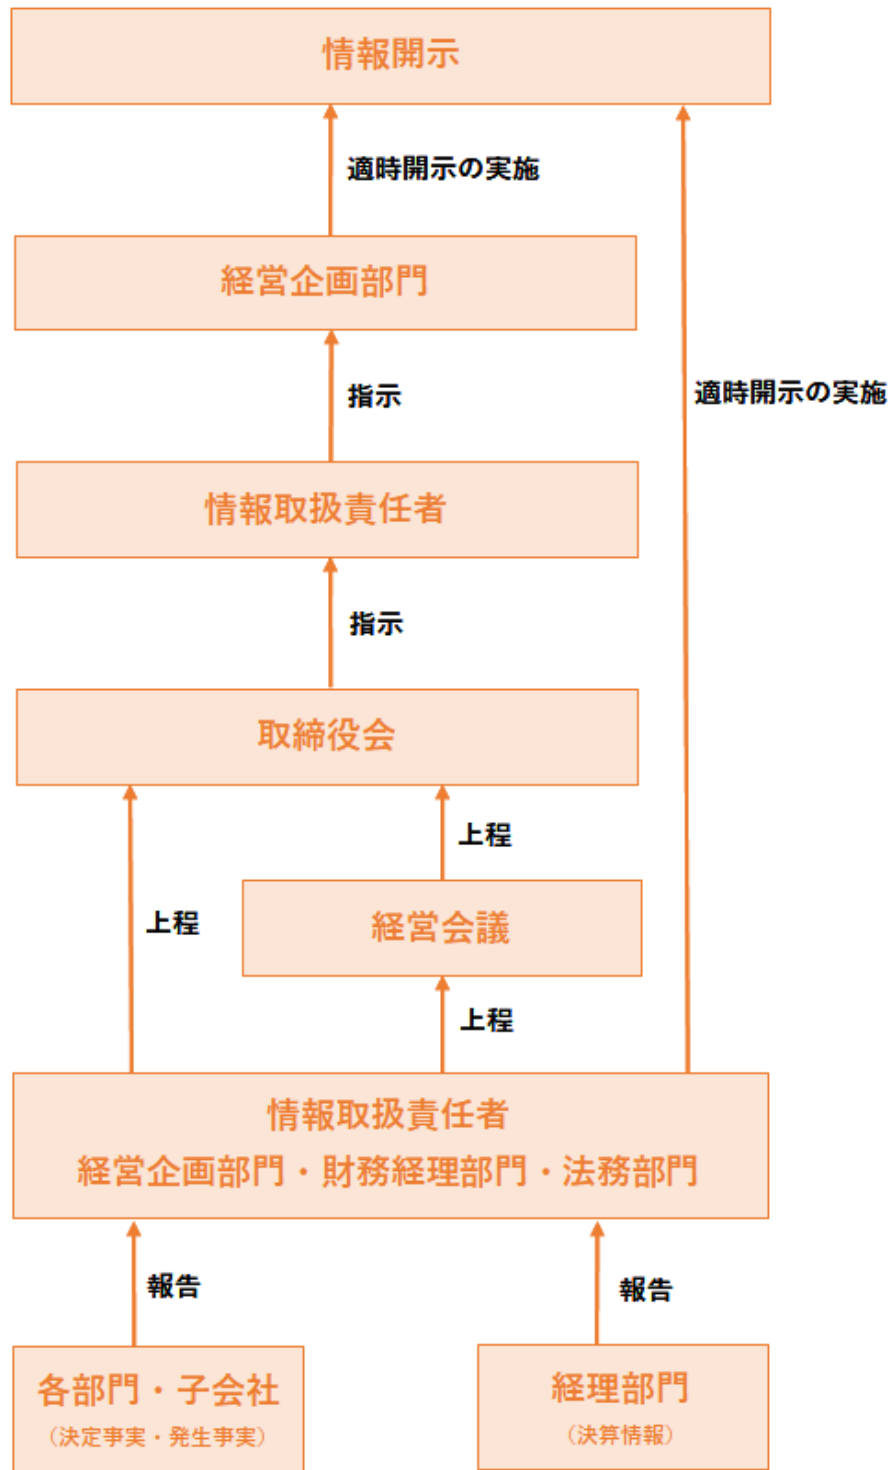 情報開示
適時開示の実施
経営企画部門
指示
適時開示の実施
情報取扱責任者
指示
取締役会
上程
経営会議
上程
上程
情報取扱責任者
経営企画部門・財務経理部門・法務部門
報告
報告
各部門・子会社
（決定事実・発生事実）
経理部門
（決算情報）